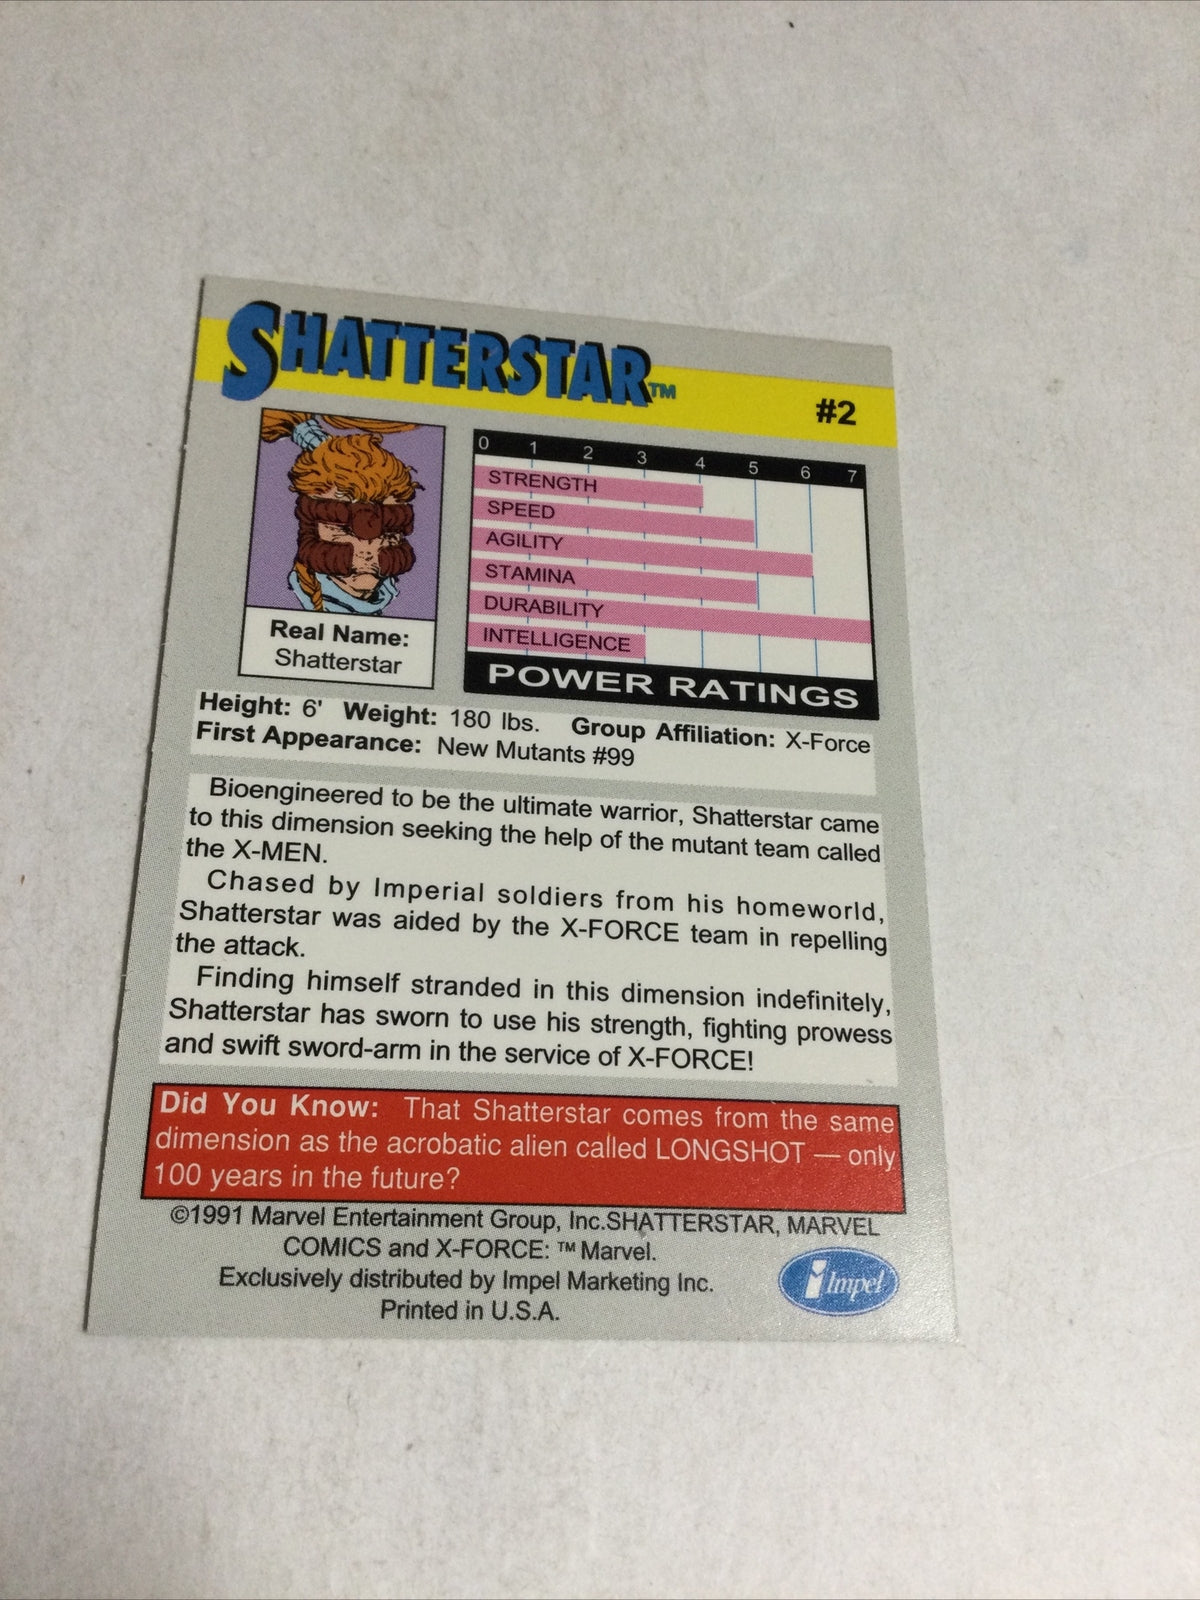 SHATTERSTAR™
#2
0 1 2 3 4 5 6 7
STRENGTH
SPEED
AGILITY
STAMINA
DURABILITY
INTELLIGENCE
POWER RATINGS
Real Name:
Shatterstar
Height: 6' Weight: 180 lbs. Group Affiliation: X-Force
First Appearance: New Mutants #99
Bioengineered to be the ultimate warrior, Shatterstar came
to this dimension seeking the help of the mutant team called
the X-MEN.
Chased by Imperial soldiers from his homeworld,
Shatterstar was aided by the X-FORCE team in repelling
the attack.
Finding himself stranded in this dimension indefinitely,
Shatterstar has sworn to use his strength, fighting prowess
and swift sword-arm in the service of X-FORCE!
Did You Know: That Shatterstar comes from the same
dimension as the acrobatic alien called LONGSHOT — only
100 years in the future?
©1991 Marvel Entertainment Group, Inc.SHATTERSTAR, MARVEL
COMICS and X-FORCE: ™ Marvel.
Exclusively distributed by Impel Marketing Inc.
Printed in U.S.A.
Impel